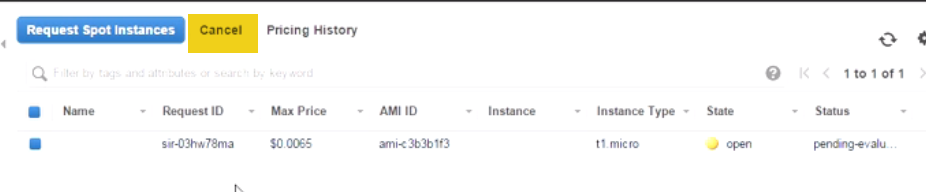 Request Spot Instances Cancel Pricing History
Filter by tags and attributes or search by keyword 1 to 1 of 1
Name Request ID Max Price AMI ID Instance Instance Type State Status
sir-03hw78ma $0.0065 ami-c3b3b1f3 t1.micro open pending-evalu...